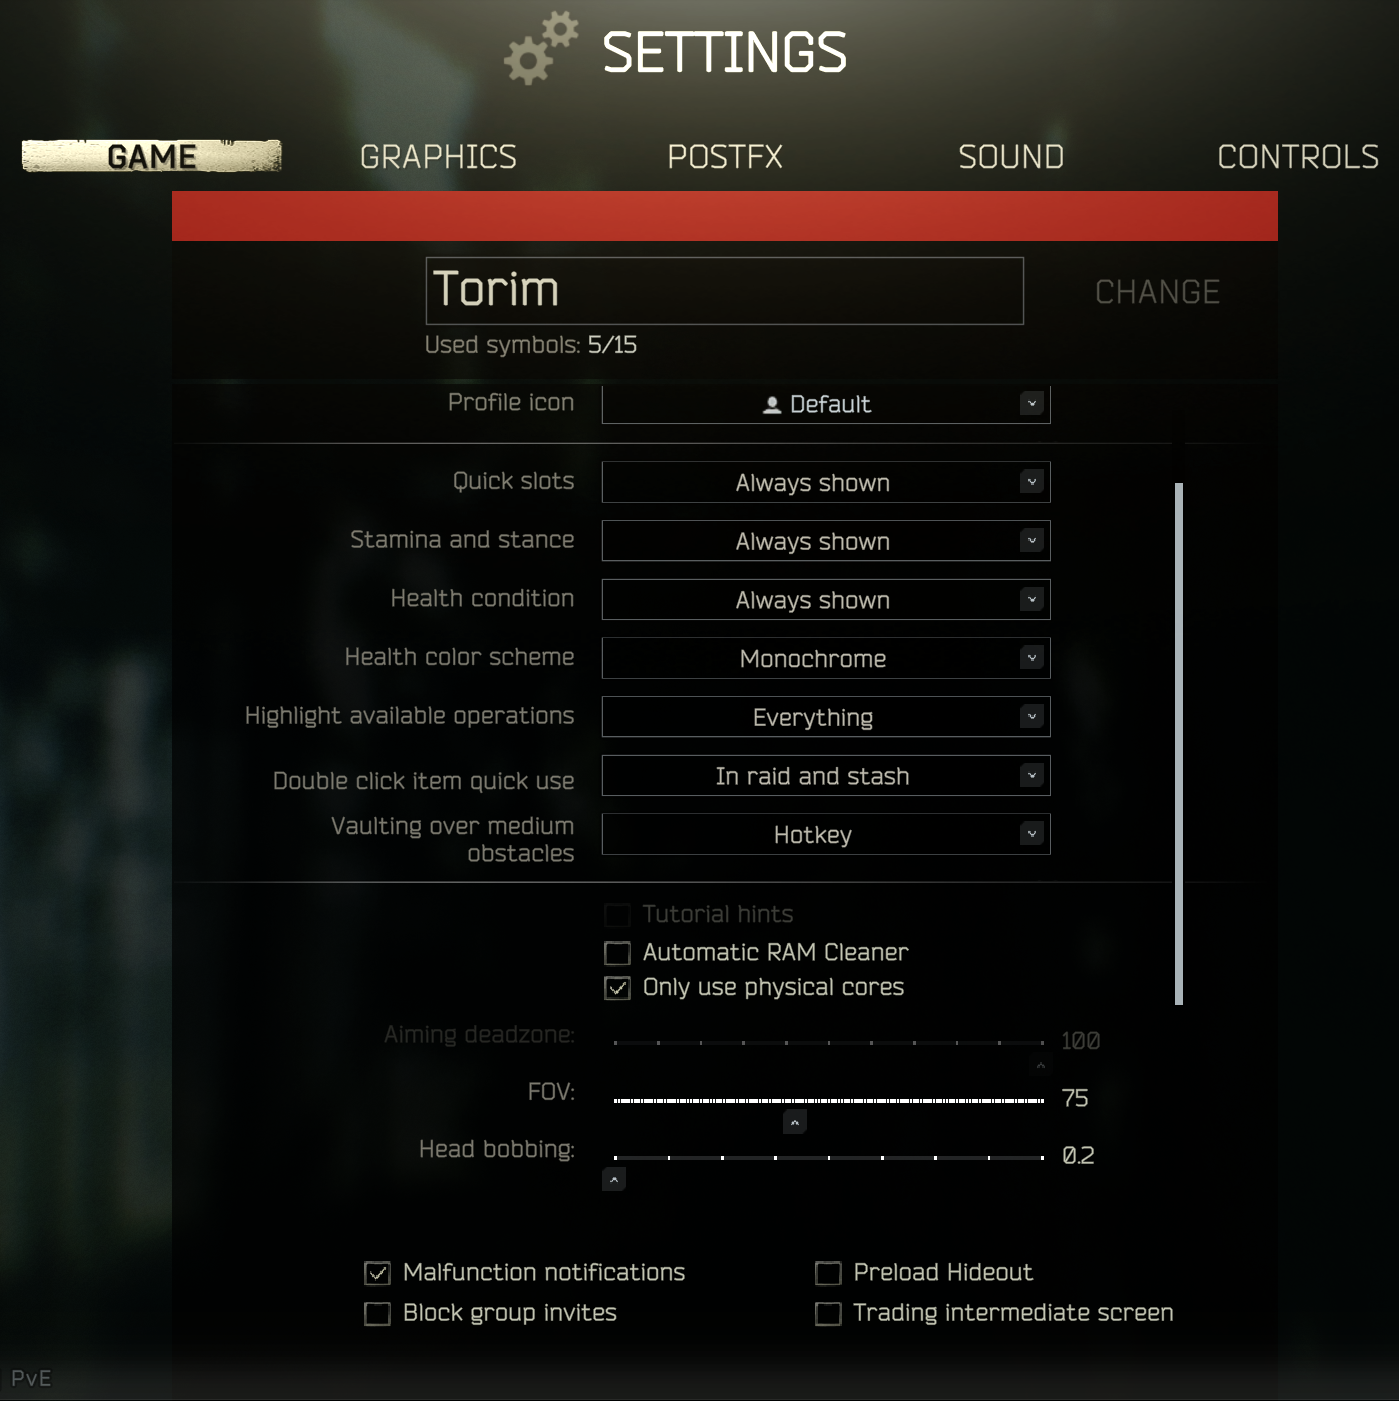 SETTINGS
GAME GRAPHICS POSTFX SOUND CONTROLS
Torim CHANGE
Used symbols: 5/15
Profile icon Default
Quick slots Always shown
Stamina and stance Always shown
Health condition Always shown
Health color scheme Monochrome
Highlight available operations Everything
Double click item quick use In raid and stash
Vaulting over medium
obstacles Hotkey
Tutorial hints
Automatic RAM Cleaner
Only use physical cores
Aiming deadzone: 100
FOV: 75
Head bobbing: 0.2
Malfunction notifications Preload Hideout
Block group invites Trading intermediate screen
PvE